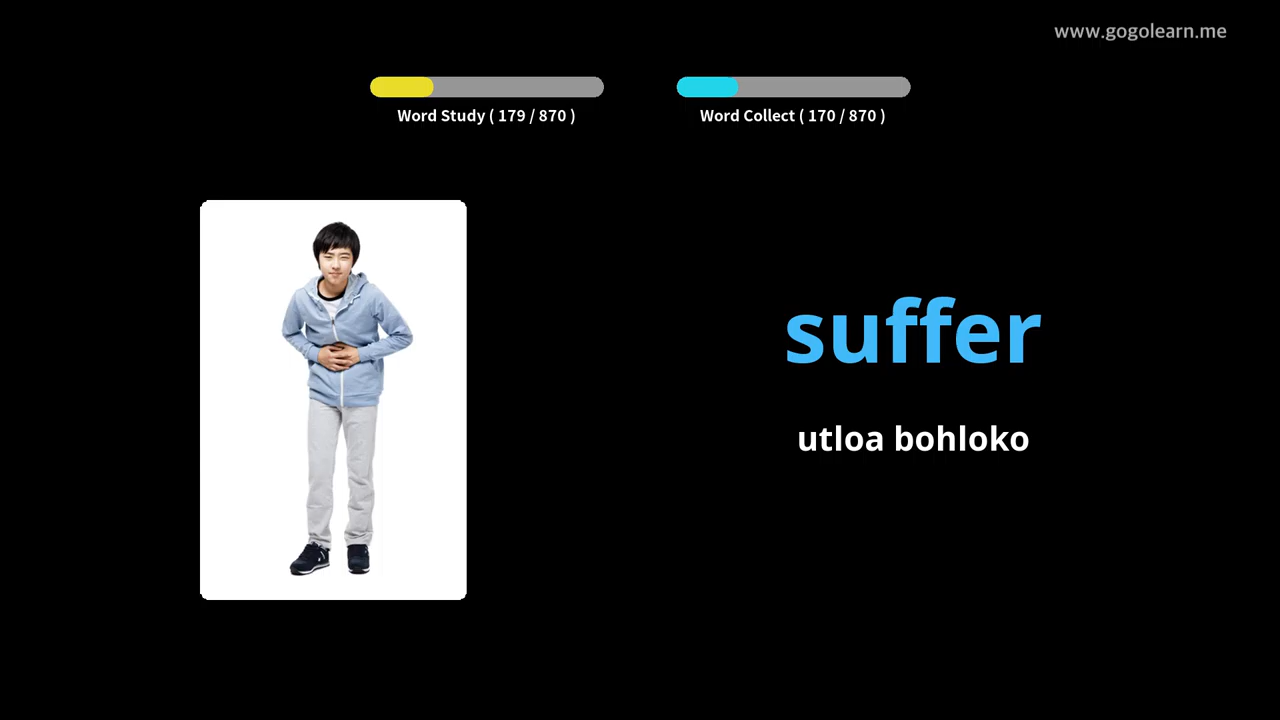 www.gogolearn.me
Word Study ( 179 / 870 )
Word Collect ( 170 / 870 )
suffer
utloa bohloko